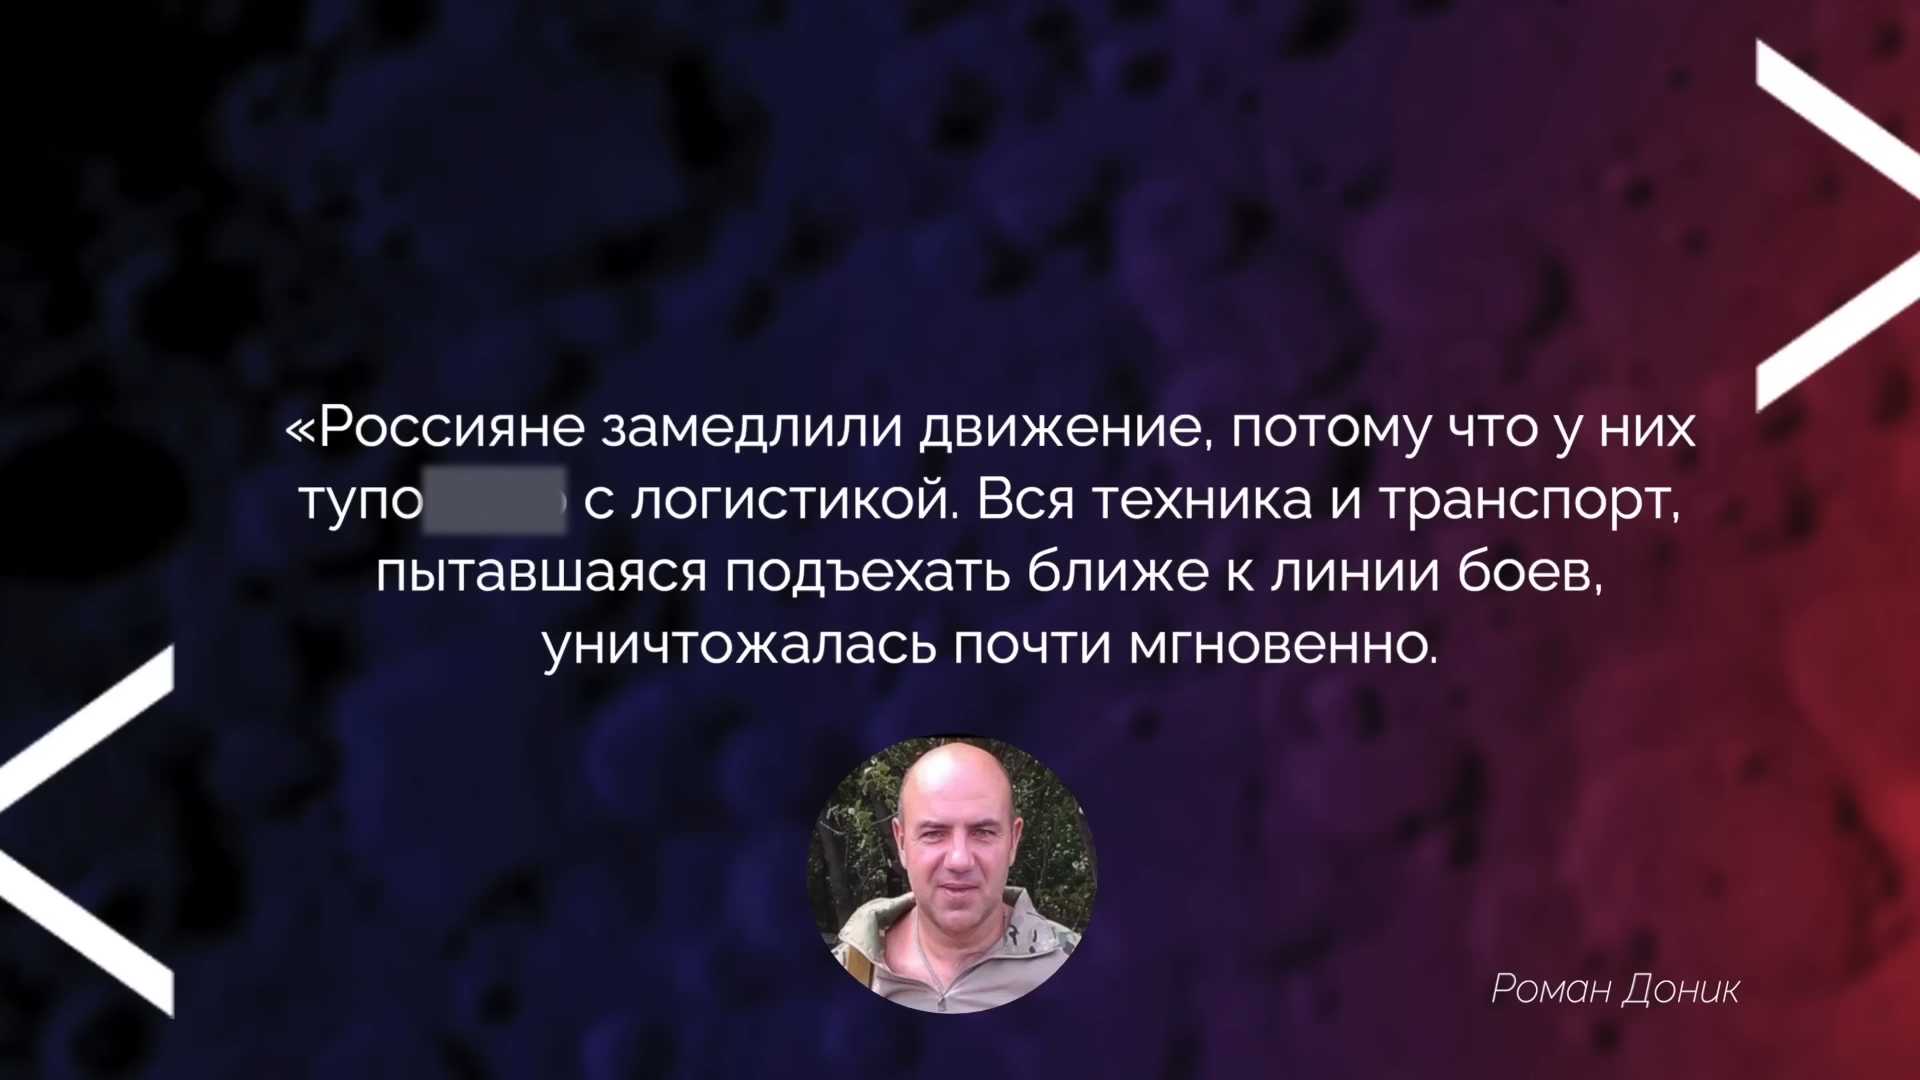 «Россияне замедлили движение, потому что у них
тупо с логистикой. Вся техника и транспорт,
пытавшаяся подъехать ближе к линии боев,
уничтожалась почти мгновенно.
Роман Доник